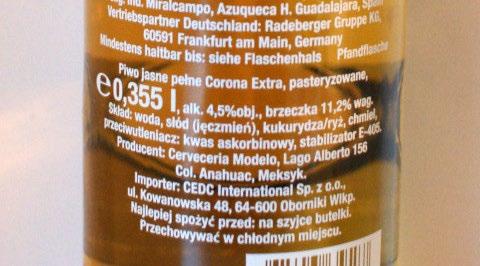 Ind. Miralcampo, Azuqueca H. Guadalajara, Spain
Vertriebspartner Deutschland: Radeberger Gruppe KG,
60591 Frankfurt am Main, Germany
Mindestens haltbar bis: siehe Flaschenhals Pfandflasche
Piwo jasne pełne Corona Extra, pasteryzowane,
e0,355 l, alk. 4,5%obj., brzeczka 11,2% wag.
Skład: woda, słód (jęczmień), kukurydza/ryż, chmiel,
przeciwutleniacz: kwas askorbinowy, stabilizator E-405.
Producent: Cerveceria Modelo, Lago Alberto 156
Col. Anahuac, Meksyk.
Importer: CEDC International Sp. z o.o.,
ul. Kowanowska 48, 64-600 Oborniki Wlkp.
Najlepiej spożyć przed: na szyjce butelki.
Przechowywać w chłodnym miejscu.